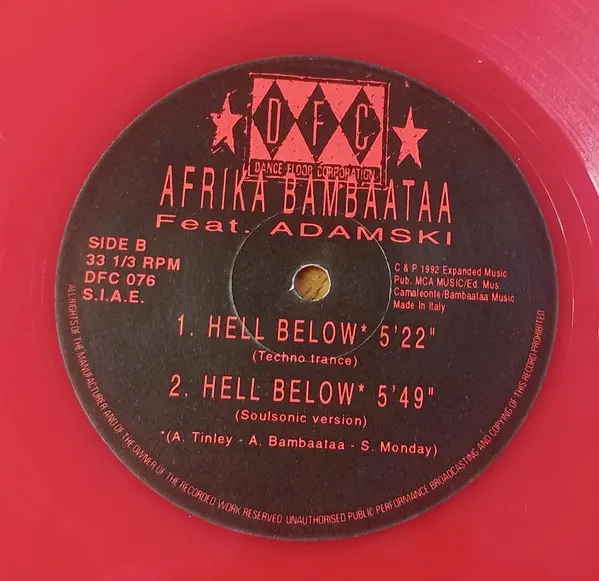 D F C
DANCE FLOOR CORPORATION
AFRIKA BAMBAATAA
Feat. ADAMSKI
SIDE B
33 1/3 RPM
DFC 076
S.I.A.E.
C & P 1992 Expanded Music
Pub. MCA MUSIC/Ed. Mus.
Camaleonte/Bambaataa Music
Made in Italy
1. HELL BELOW* 5'22"
(Techno trance)
2. HELL BELOW* 5'49"
(Soulsonic version)
*(A. Tinley - A. Bambaataa - S. Monday)
ALL RIGHTS OF THE MANUFACTURER AND OF THE OWNER OF THE RECORDED WORK RESERVED UNAUTHORISED PUBLIC PERFORMANCE BROADCASTING AND COPYING OF THIS RECORD PROHIBITED